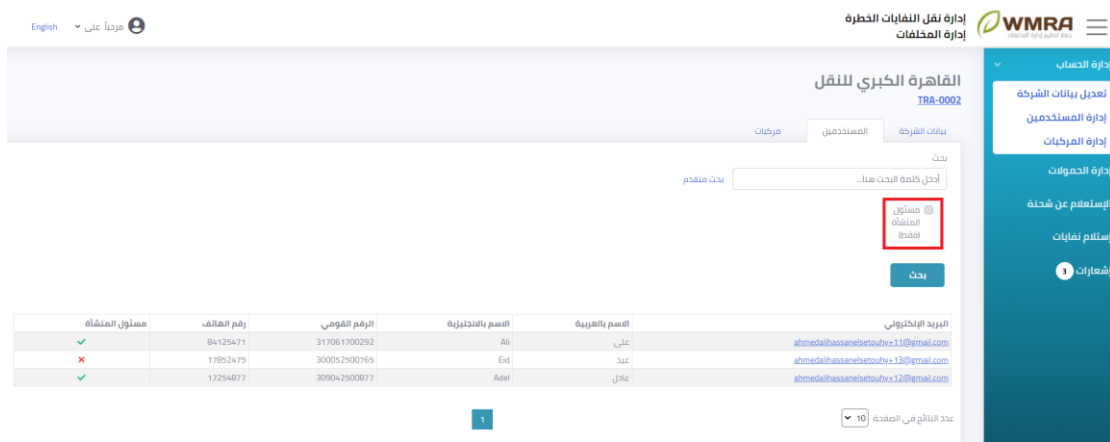 English
مرحباً على
إدارة نقل النفايات الخطرة
إدارة المخلفات
WMRA
إدارة الحساب
تعديل بيانات الشركة
إدارة المستخدمين
إدارة المركبات
إدارة الحمولات
الإستعلام عن شحنة
إستلام نفايات
إشعارات 3
القاهرة الكبري للنقل
TRA-0002
بيانات الشركة المستخدمين مركبات
بحث
أدخل كلمة البحث هنا... بحث متقدم
مسئول
المنشأة
(فقط)
بحث
البريد الإلكتروني الاسم بالعربية الاسم بالانجليزية الرقم القومي رقم الهاتف مسئول المنشأة
ahmedalihassanelsetouhy+11@gmail.com على Ali 317061700292 84125471
ahmedalihassanelsetouhy+13@gmail.com عيد Eid 300052500765 17852475
ahmedalihassanelsetouhy+12@gmail.com عادل Adel 309042500877 17254877
عدد النتائج في الصفحة 10
1